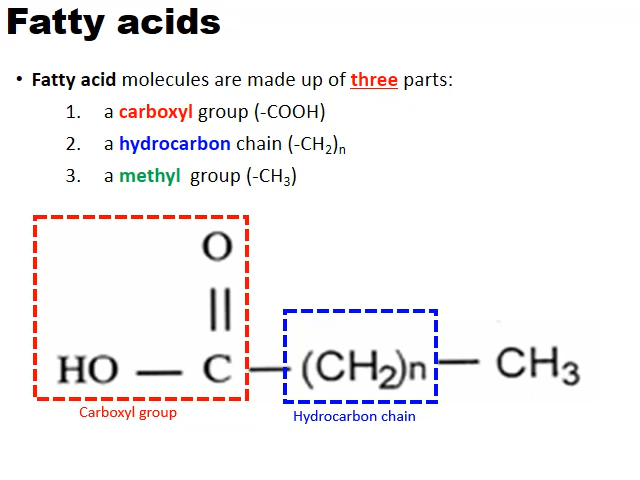 Fatty acids
• Fatty acid molecules are made up of three parts:
1. a carboxyl group (-COOH)
2. a hydrocarbon chain (-CH₂)ₙ
3. a methyl group (-CH₃)
O
||
HO — C — (CH₂)n — CH₃
Carboxyl group
Hydrocarbon chain